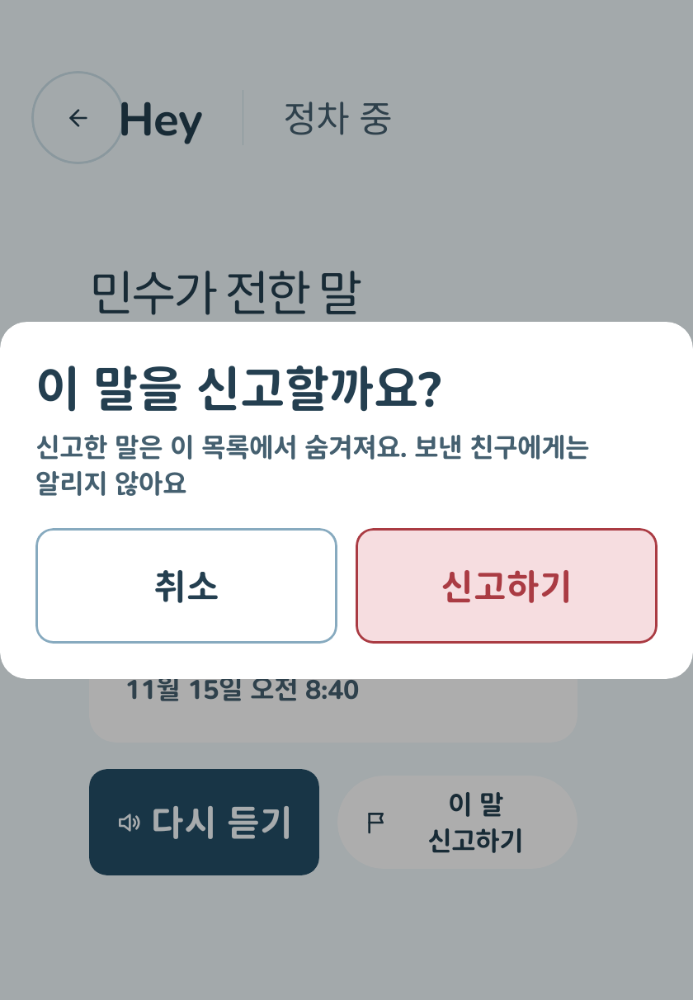 Hey
정차 중
민수가 전한 말
이 말을 신고할까요?
신고한 말은 이 목록에서 숨겨져요. 보낸 친구에게는
알리지 않아요
취소
신고하기
11월 15일 오전 8:40
다시 듣기
이 말
신고하기